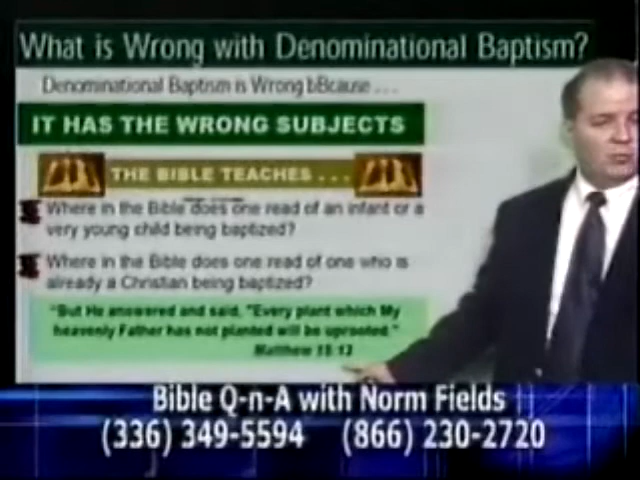 What is Wrong with Denominational Baptism?
Denominational Baptism is Wrong bBcause . . .
IT HAS THE WRONG SUBJECTS
THE BIBLE TEACHES . . .
Where in the Bible does one read of an infant or a
very young child being baptized?
Where in the Bible does one read of one who is
already a Christian being baptized?
"But He answered and said, "Every plant which My
heavenly Father has not planted will be uprooted."
Matthew 15:13
Bible Q-n-A with Norm Fields
(336) 349-5594 (866) 230-2720